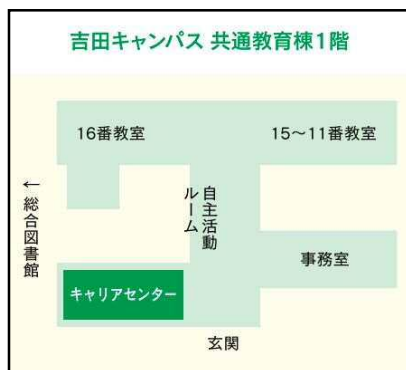 吉田キャンパス 共通教育棟1階
16番教室
15～11番教室
←総合図書館
自主活動
ルーム
事務室
キャリアセンター
玄関